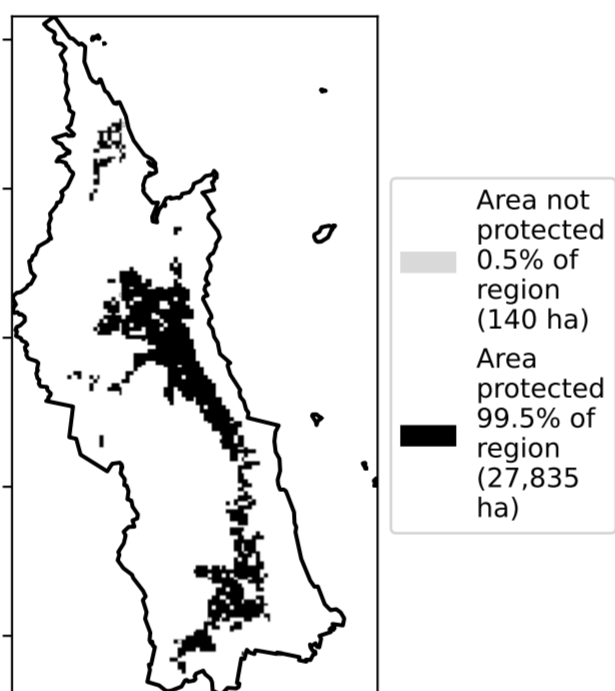 Area not
protected
0.5% of
region
(140 ha)
Area
protected
99.5% of
region
(27,835
ha)